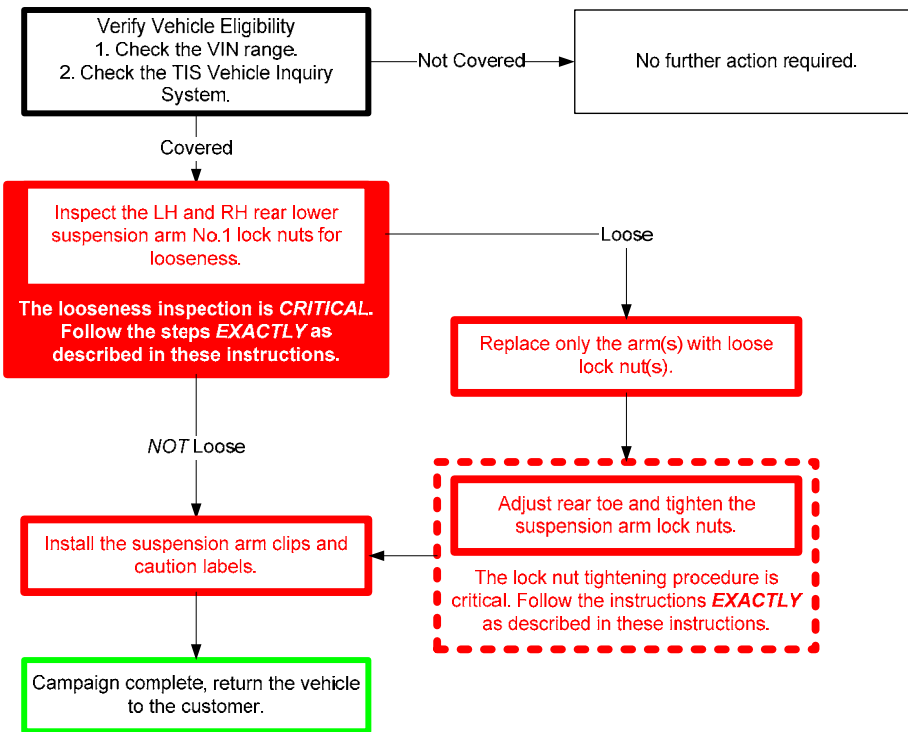 Verify Vehicle Eligibility
1. Check the VIN range.
2. Check the TIS Vehicle Inquiry
System.
Not Covered
No further action required.
Covered
Inspect the LH and RH rear lower
suspension arm No.1 lock nuts for
looseness.
The looseness inspection is CRITICAL.
Follow the steps EXACTLY as
described in these instructions.
Loose
Replace only the arm(s) with loose
lock nut(s).
NOT Loose
Adjust rear toe and tighten the
suspension arm lock nuts.
The lock nut tightening procedure is
critical. Follow the instructions EXACTLY
as described in these instructions.
Install the suspension arm clips and
caution labels.
Campaign complete, return the vehicle
to the customer.